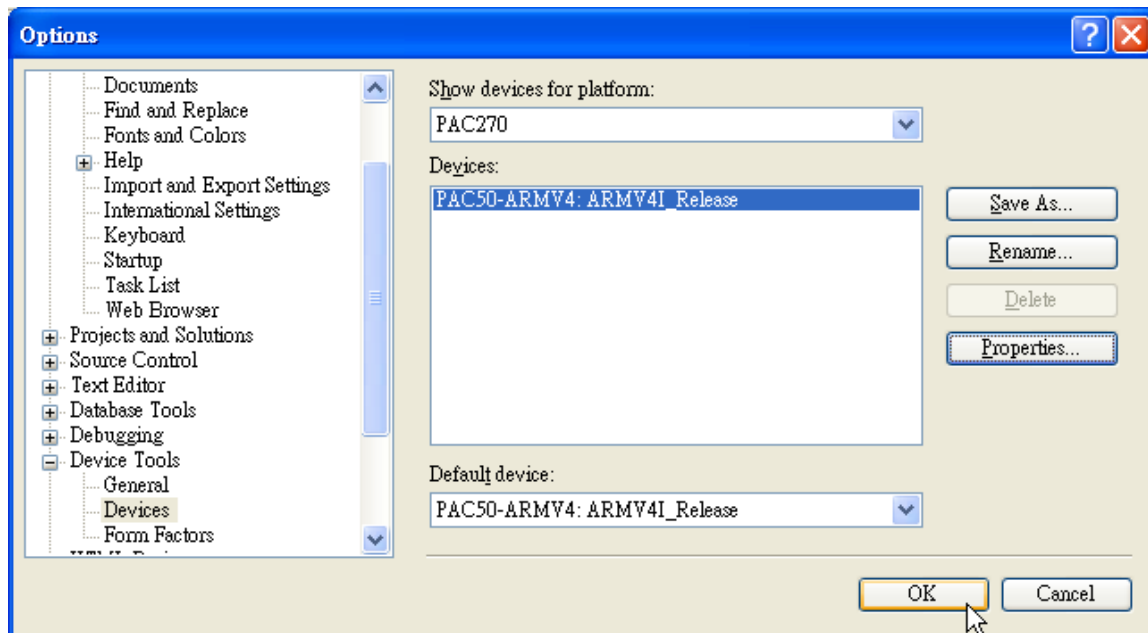 Options
Documents
Find and Replace
Fonts and Colors
Help
Import and Export Settings
International Settings
Keyboard
Startup
Task List
Web Browser
Projects and Solutions
Source Control
Text Editor
Database Tools
Debugging
Device Tools
General
Devices
Form Factors
Show devices for platform:
PAC270
Devices:
PAC50-ARMV4: ARMV4I_Release
Save As...
Rename...
Delete
Properties...
Default device:
PAC50-ARMV4: ARMV4I_Release
OK
Cancel